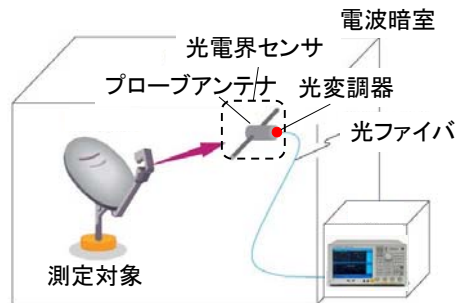 電波暗室
光電界センサ
プローブアンテナ
光変調器
光ファイバ
測定対象